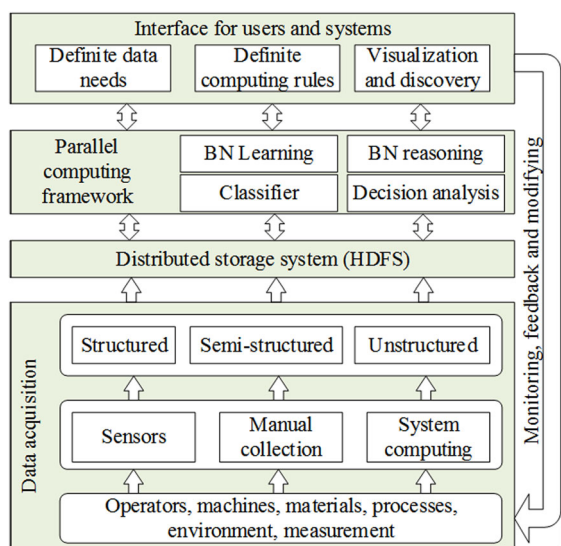 Interface for users and systems
Definite data
needs
Definite
computing rules
Visualization
and discovery
Parallel
computing
framework
BN Learning
BN reasoning
Classifier
Decision analysis
Distributed storage system (HDFS)
Data acquisition
Structured
Semi-structured
Unstructured
Sensors
Manual
collection
System
computing
Operators, machines, materials, processes,
environment, measurement
Monitoring, feedback and modifying